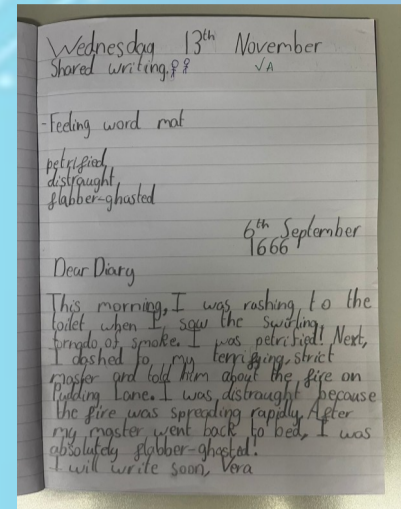 Wednesday 13th November
Shared writing. VA
-Feeling word mat
petrified,
distraught
flabber-ghasted
6th September
1666
Dear Diary
This morning, I was rushing to the
toilet when I saw the swirling
tornado of smoke. I was petrified! Next,
I dashed to my terrifying, strict
master and told him about the fire on
Pudding Lane. I was distraught because
the fire was spreading rapidly. After
my master went back to bed, I was
absolutely flabber-ghasted!
I will write soon, Vera